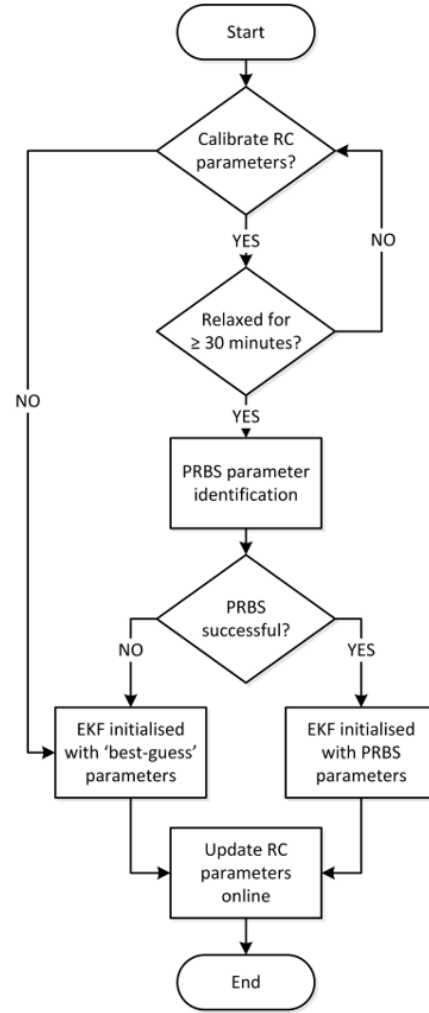 Start
Calibrate RC
parameters?
YES
NO
Relaxed for
≥ 30 minutes?
NO
YES
PRBS parameter
identification
PRBS
successful?
NO
YES
EKF initialised
with ‘best-guess’
parameters
EKF initialised
with PRBS
parameters
Update RC
parameters
online
End